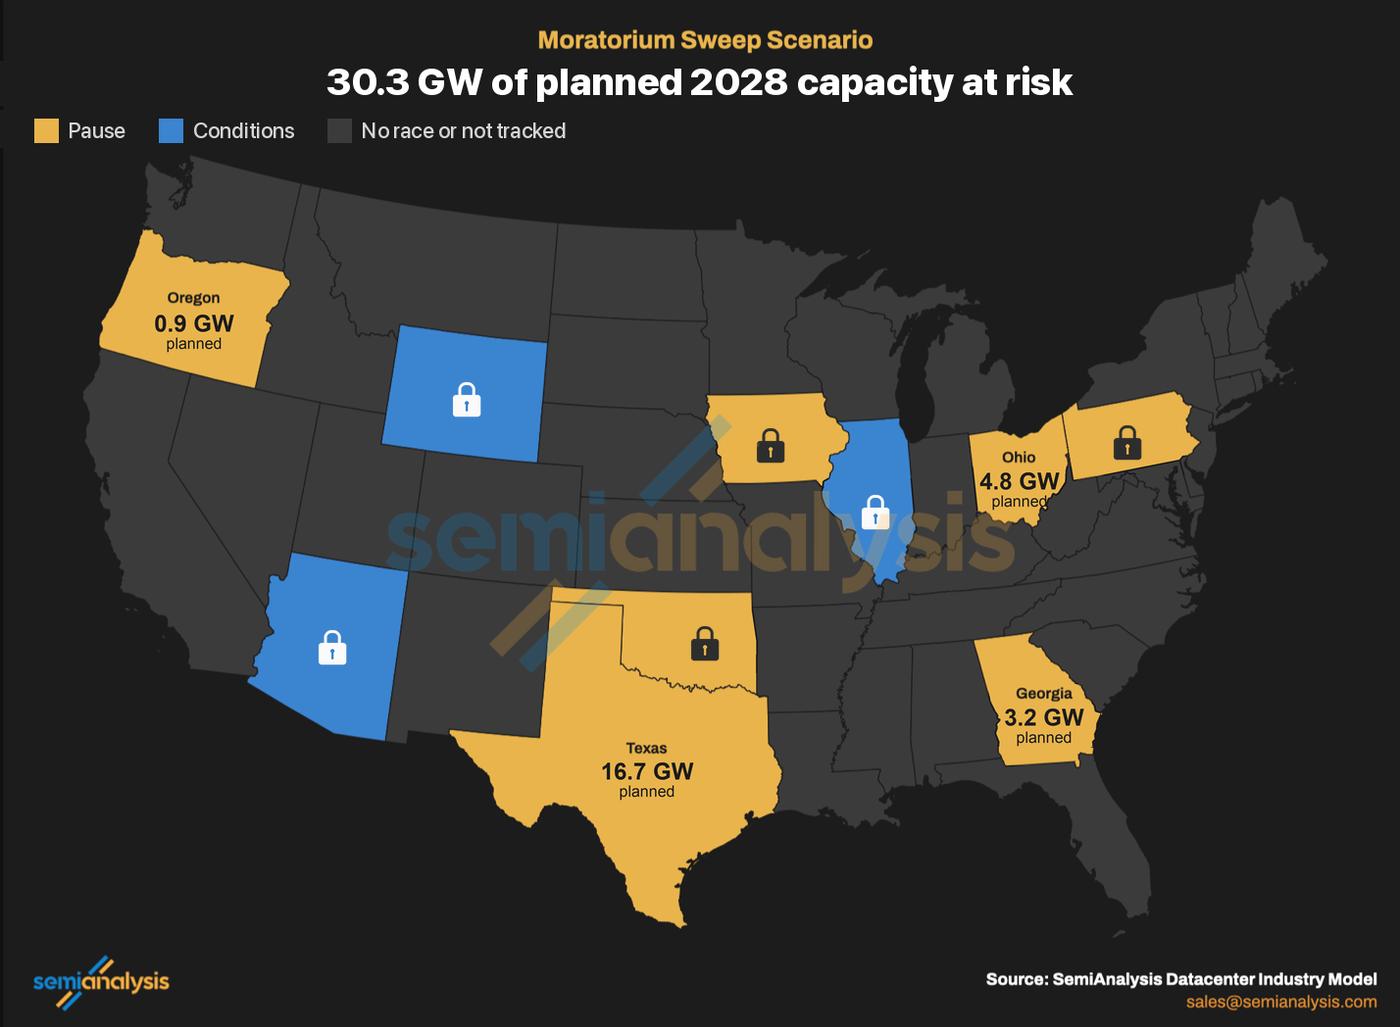 Moratorium Sweep Scenario
30.3 GW of planned 2028 capacity at risk
Pause
Conditions
No race or not tracked
Oregon
0.9 GW
planned
Ohio
4.8 GW
planned
semianalysis
Georgia
3.2 GW
planned
Texas
16.7 GW
planned
semianalysis
Source: SemiAnalysis Datacenter Industry Model
sales@semianalysis.com